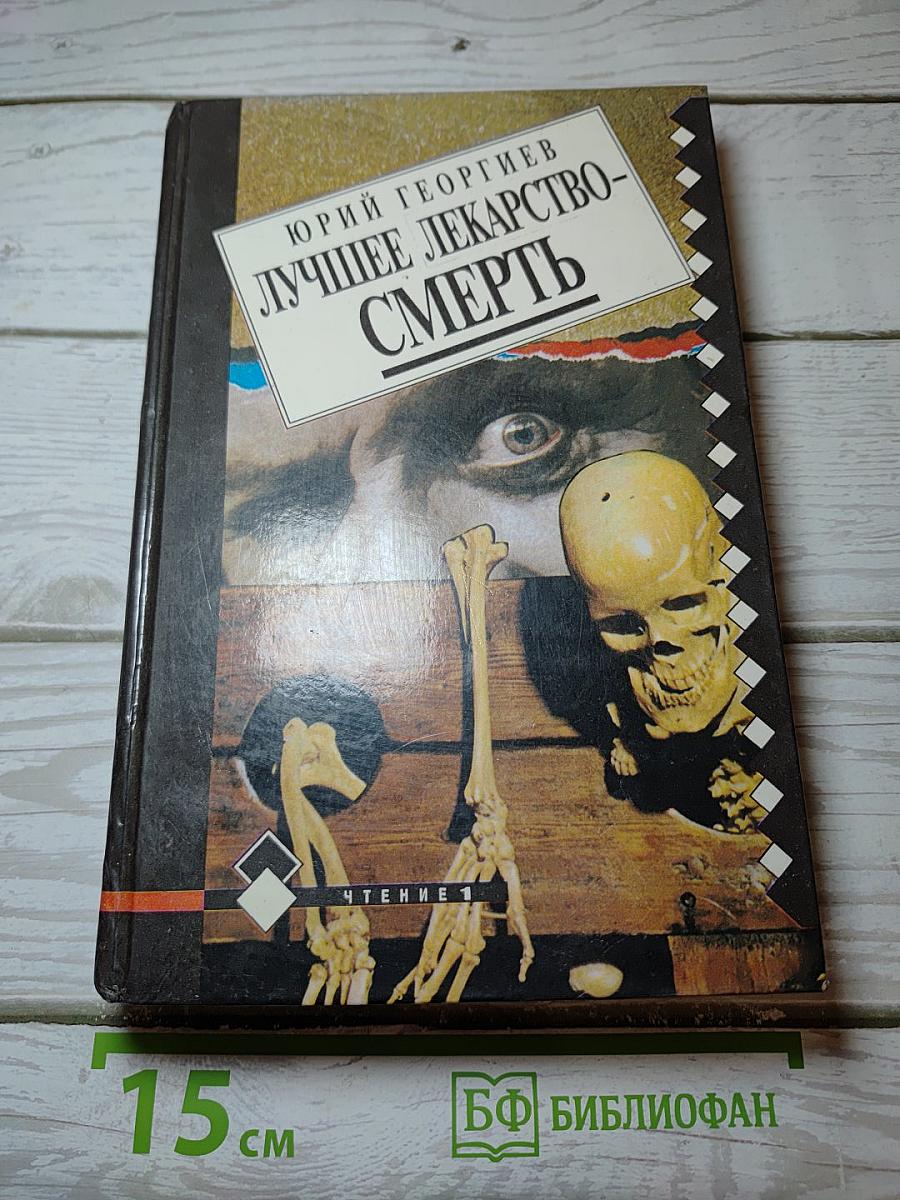 ЮРИЙ ГЕОРГИЕВ
ЛУЧШЕЕ ЛЕКАРСТВО-
СМЕРТЬ
ЧТЕНИЕ 1
15 см
БФ БИБЛИОФАН